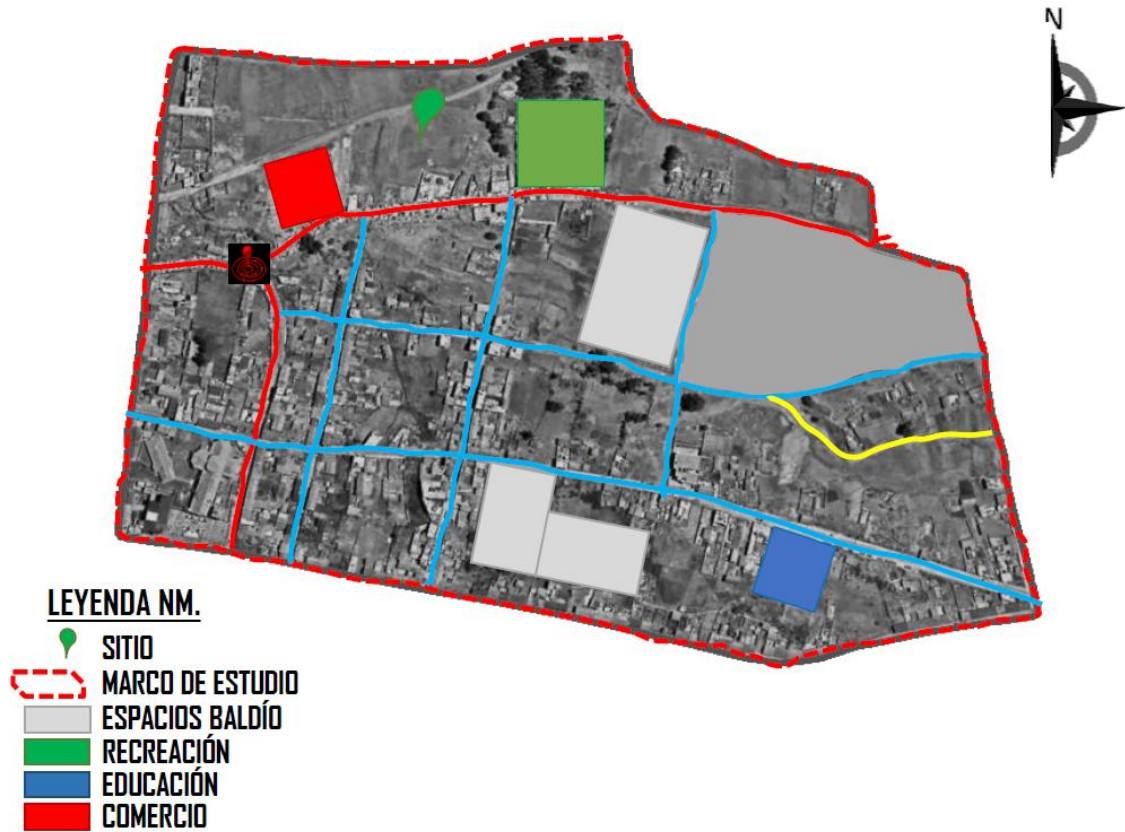 N
LEYENDA NM.
SITIO
MARCO DE ESTUDIO
ESPACIOS BALDÍO
RECREACIÓN
EDUCACIÓN
COMERCIO